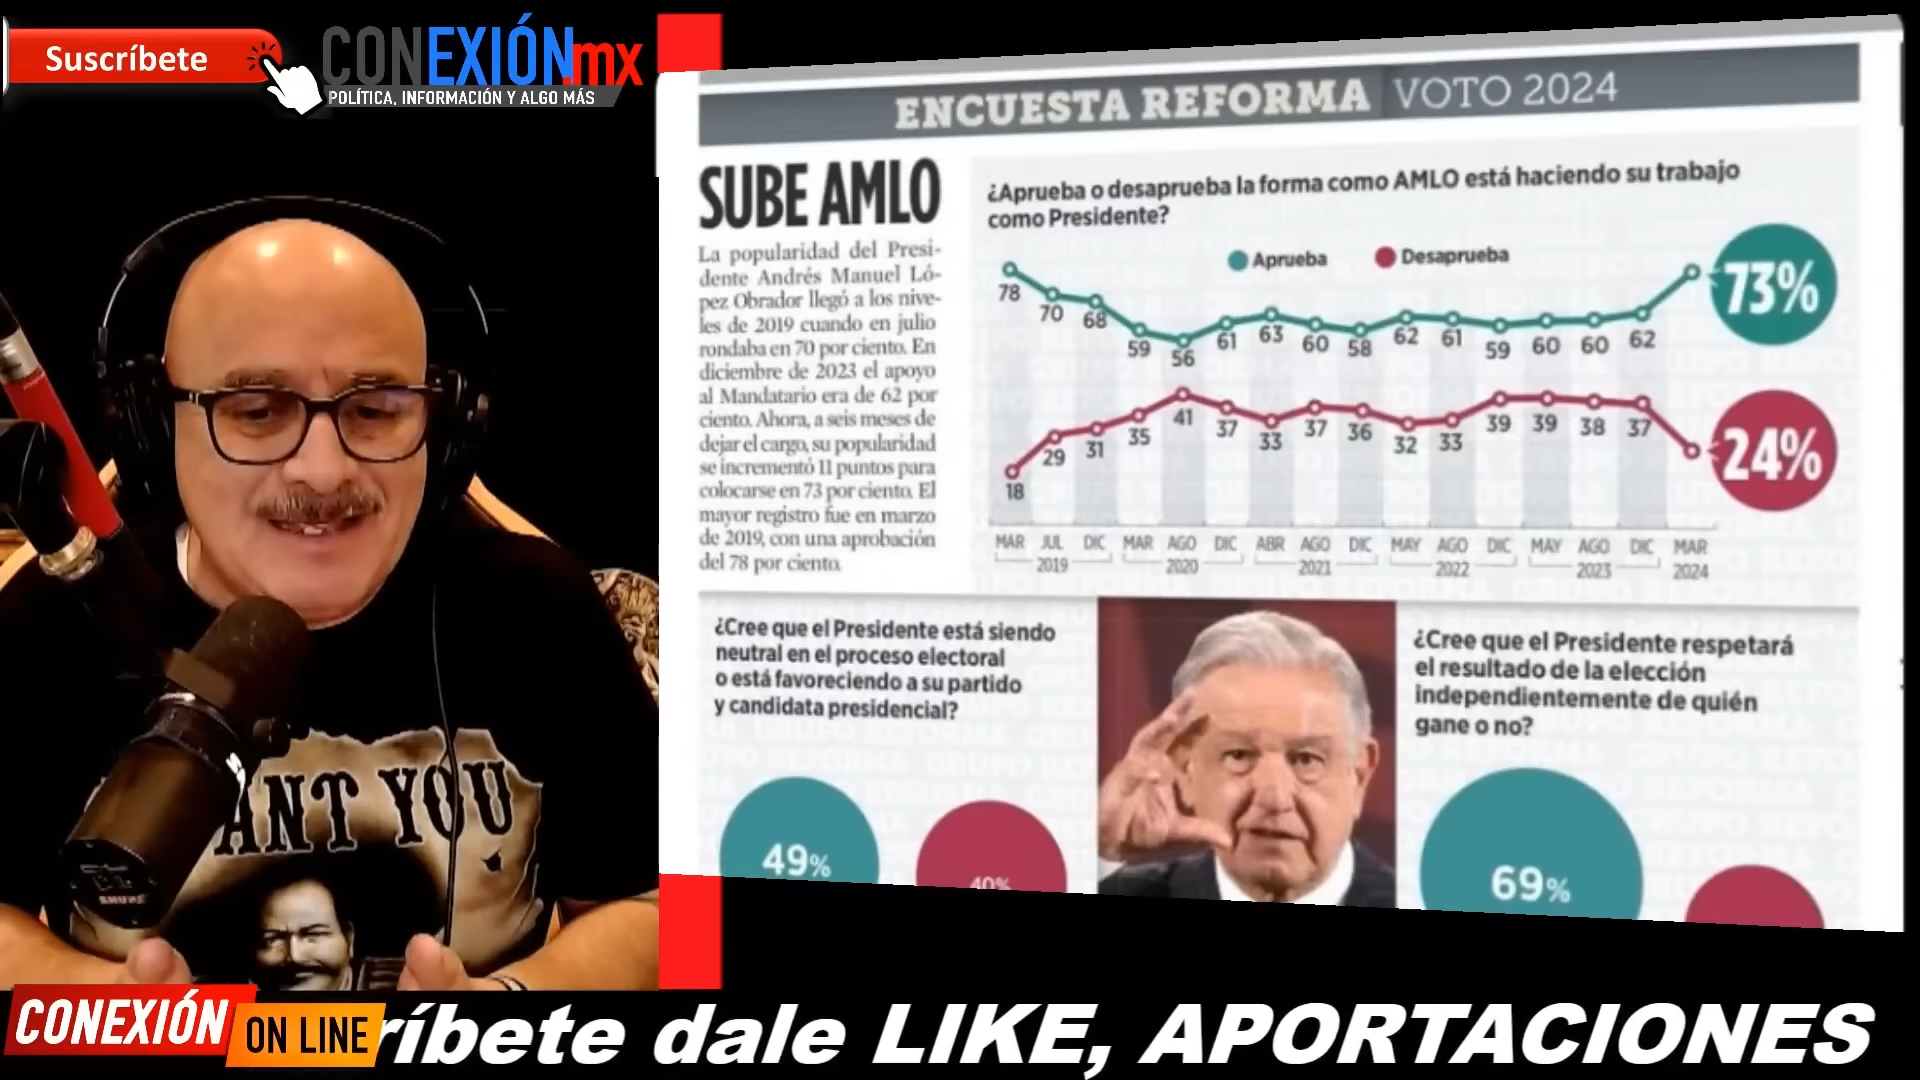 Suscríbete
CONEXIÓN.mx
POLÍTICA, INFORMACIÓN Y ALGO MÁS
ENCUESTA REFORMA VOTO 2024
SUBE AMLO
La popularidad del Presi-
dente Andrés Manuel Ló-
pez Obrador llegó a los nive-
les de 2019 cuando en julio
rondaba en 70 por ciento. En
diciembre de 2023 el apoyo
al Mandatario era de 62 por
ciento. Ahora, a seis meses de
dejar el cargo, su popularidad
se incrementó 11 puntos para
colocarse en 73 por ciento. El
mayor registro fue en marzo
de 2019, con una aprobación
del 78 por ciento.
¿Aprueba o desaprueba la forma como AMLO está haciendo su trabajo
como Presidente?
Aprueba Desaprueba
78 70 68 59 56 61 63 60 58 62 61 59 60 60 62 73%
18 29 31 35 41 37 33 37 36 32 33 39 39 38 37 24%
MAR JUL DIC MAR AGO DIC ABR AGO DIC MAY AGO DIC MAY AGO DIC MAR
2019 2020 2021 2022 2023 2024
¿Cree que el Presidente está siendo
neutral en el proceso electoral
o está favoreciendo a su partido
y candidata presidencial?
49%
40%
¿Cree que el Presidente respetará
el resultado de la elección
independientemente de quién
gane o no?
69%
ANT YOU
SHURE
CONEXIÓN
ON LINE
ríbete dale LIKE, APORTACIONES